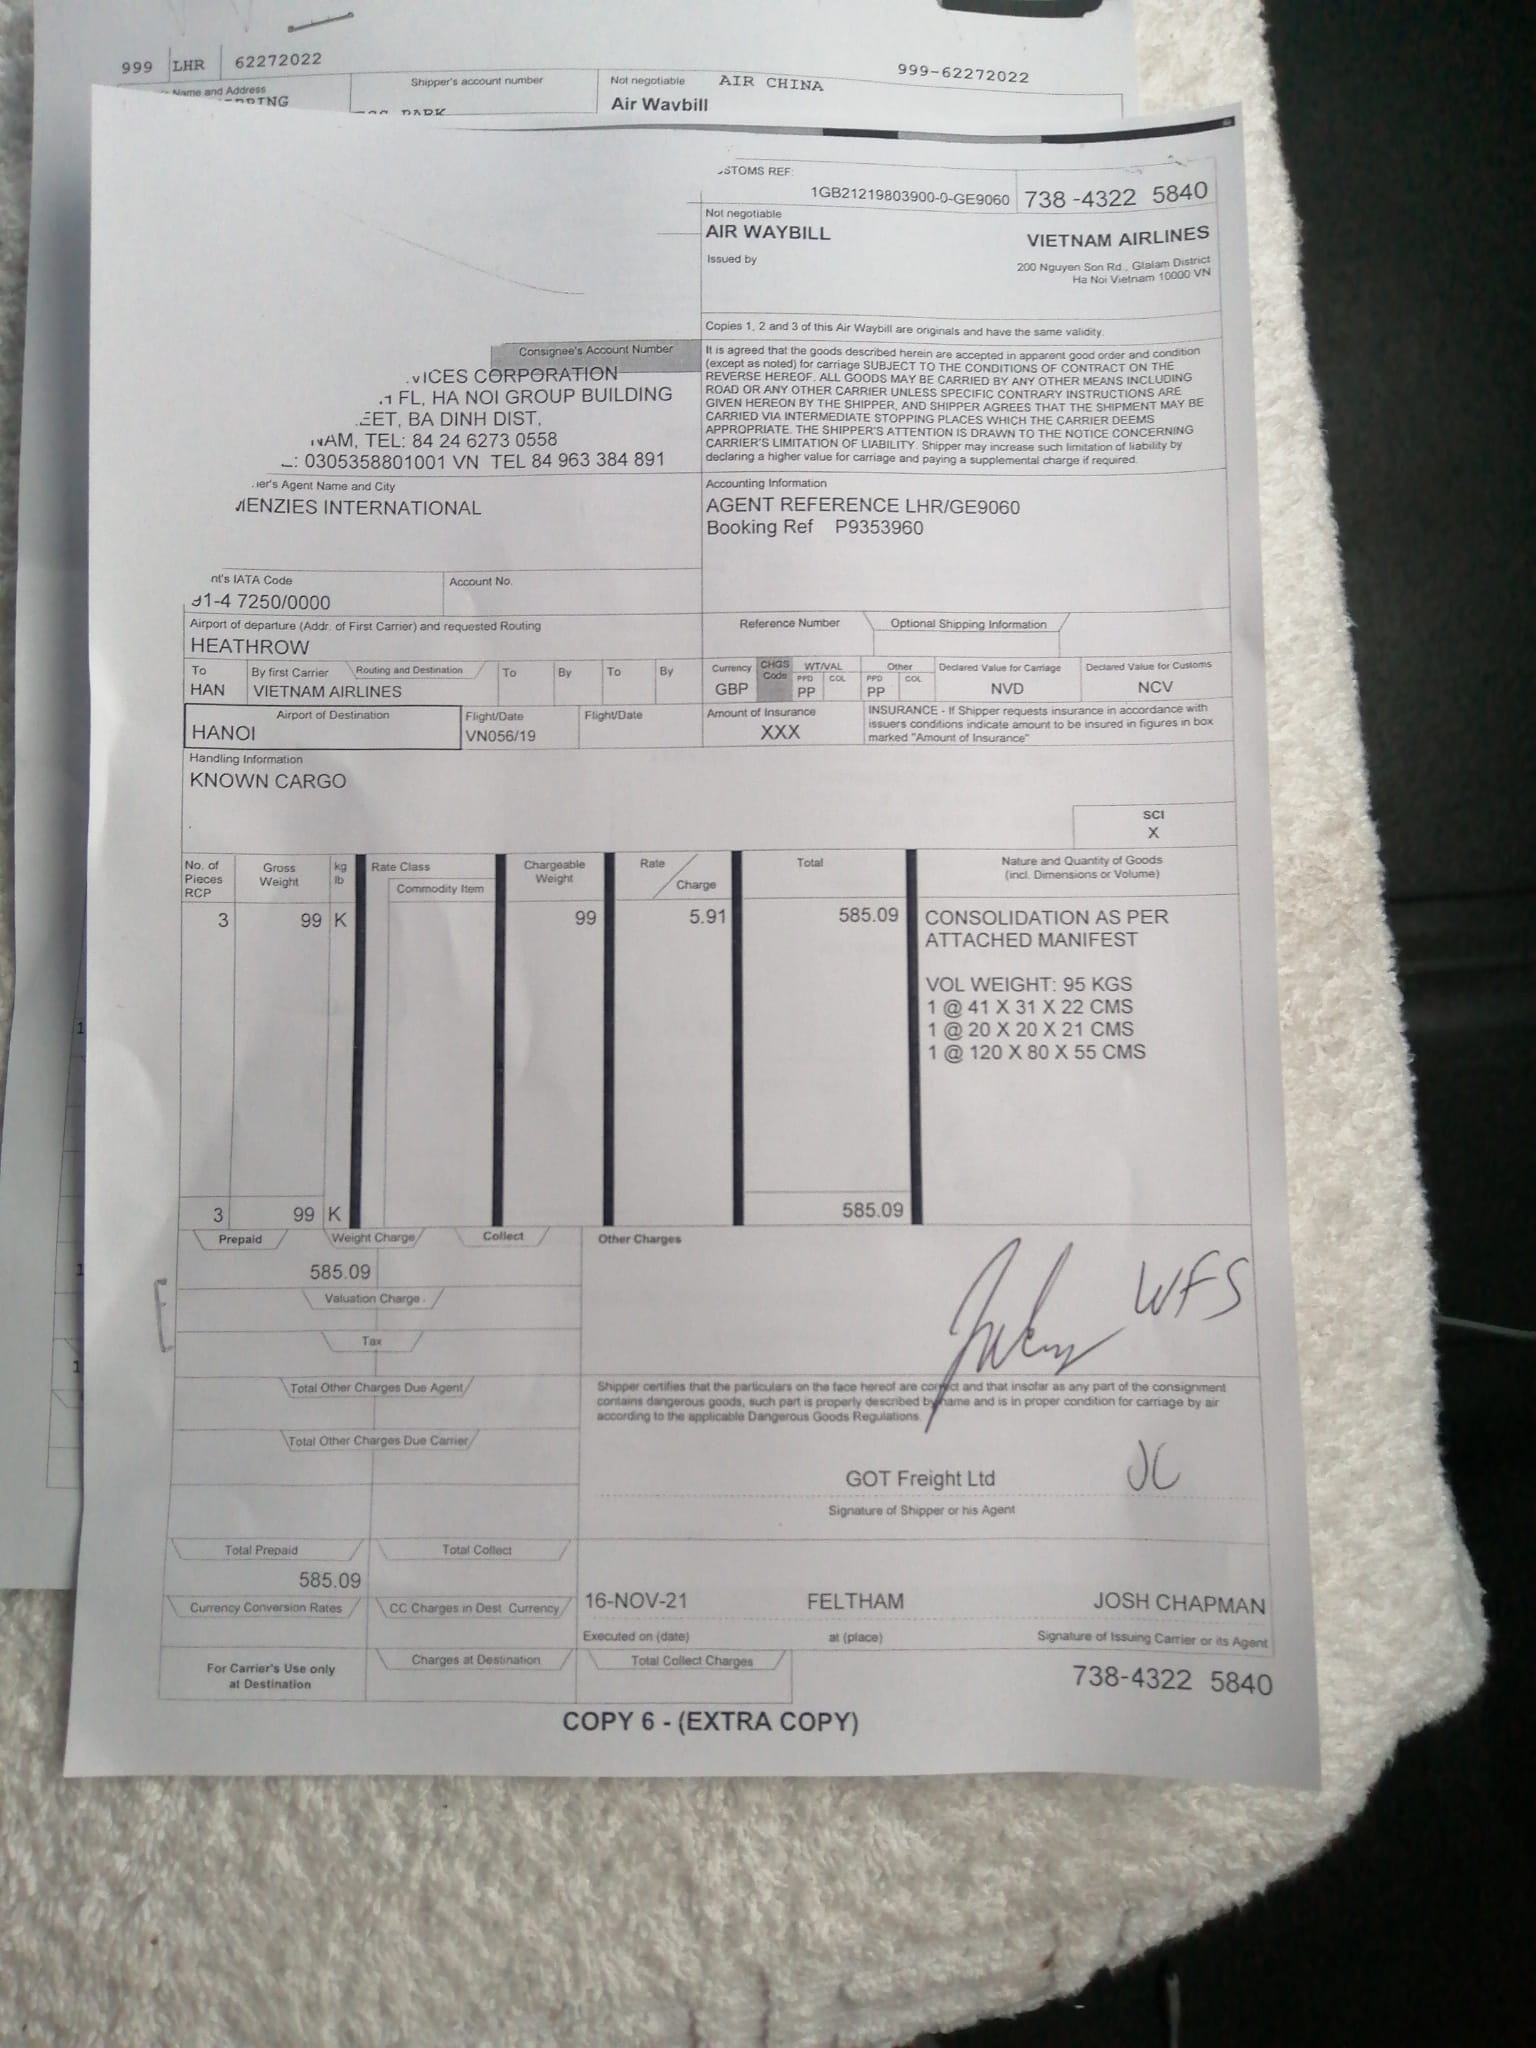 999 LHR 62272022
999-62272022
Name and Address
Shipper's account number
Not negotiable AIR CHINA
Air Waybill
PARK
STOMS REF:
1GB21219803900-0-GE9060
738 -4322 5840
Not negotiable
AIR WAYBILL
VIETNAM AIRLINES
Issued by
200 Nguyen Son Rd., Glalam District
Ha Noi Vietnam 10000 VN
Copies 1, 2 and 3 of this Air Waybill are originals and have the same validity.
Consignee's Account Number
VICES CORPORATION
FL, HA NOI GROUP BUILDING
EET, BA DINH DIST,
NAM, TEL: 84 24 6273 0558
: 0305358801001 VN TEL 84 963 384 891
It is agreed that the goods described herein are accepted in apparent good order and condition
(except as noted) for carriage SUBJECT TO THE CONDITIONS OF CONTRACT ON THE
REVERSE HEREOF. ALL GOODS MAY BE CARRIED BY ANY OTHER MEANS INCLUDING
ROAD OR ANY OTHER CARRIER UNLESS SPECIFIC CONTRARY INSTRUCTIONS ARE
GIVEN HEREON BY THE SHIPPER, AND SHIPPER AGREES THAT THE SHIPMENT MAY BE
CARRIED VIA INTERMEDIATE STOPPING PLACES WHICH THE CARRIER DEEMS
APPROPRIATE. THE SHIPPER'S ATTENTION IS DRAWN TO THE NOTICE CONCERNING
CARRIER'S LIMITATION OF LIABILITY. Shipper may increase such limitation of liability by
declaring a higher value for carriage and paying a supplemental charge if required.
ier's Agent Name and City
MENZIES INTERNATIONAL
Accounting Information
AGENT REFERENCE LHR/GE9060
Booking Ref P9353960
nt's IATA Code
Account No.
91-4 7250/0000
Airport of departure (Addr. of First Carrier) and requested Routing
HEATHROW
Reference Number
Optional Shipping Information
To By first Carrier Routing and Destination To By To By
HAN VIETNAM AIRLINES
Currency CHGS Code WT/VAL Other Declared Value for Carriage Declared Value for Customs
PPD COL PPD COL
GBP PP PP NVD NCV
Airport of Destination Flight/Date Flight/Date
HANOI VN056/19
Amount of Insurance
XXX
INSURANCE - If Shipper requests insurance in accordance with
issuers conditions indicate amount to be insured in figures in box
marked "Amount of Insurance"
Handling Information
KNOWN CARGO
SCI
X
No. of Pieces RCP Gross Weight kg lb Rate Class Commodity Item Chargeable Weight Rate / Charge Total Nature and Quantity of Goods (incl. Dimensions or Volume)
3 99 K 99 5.91 585.09
CONSOLIDATION AS PER
ATTACHED MANIFEST
VOL WEIGHT: 95 KGS
1 @ 41 X 31 X 22 CMS
1 @ 20 X 20 X 21 CMS
1 @ 120 X 80 X 55 CMS
3 99 K 585.09
Prepaid Weight Charge Collect
585.09
Valuation Charge
Tax
Total Other Charges Due Agent
Total Other Charges Due Carrier
Other Charges
WFS
Shipper certifies that the particulars on the face hereof are correct and that insofar as any part of the consignment
contains dangerous goods, such part is properly described by name and is in proper condition for carriage by air
according to the applicable Dangerous Goods Regulations.
GOT Freight Ltd
JC
Signature of Shipper or his Agent
Total Prepaid Total Collect
585.09
Currency Conversion Rates CC Charges in Dest. Currency
16-NOV-21 FELTHAM JOSH CHAPMAN
Executed on (date) at (place) Signature of Issuing Carrier or its Agent
For Carrier's Use only
at Destination
Charges at Destination
Total Collect Charges
738-4322 5840
COPY 6 - (EXTRA COPY)